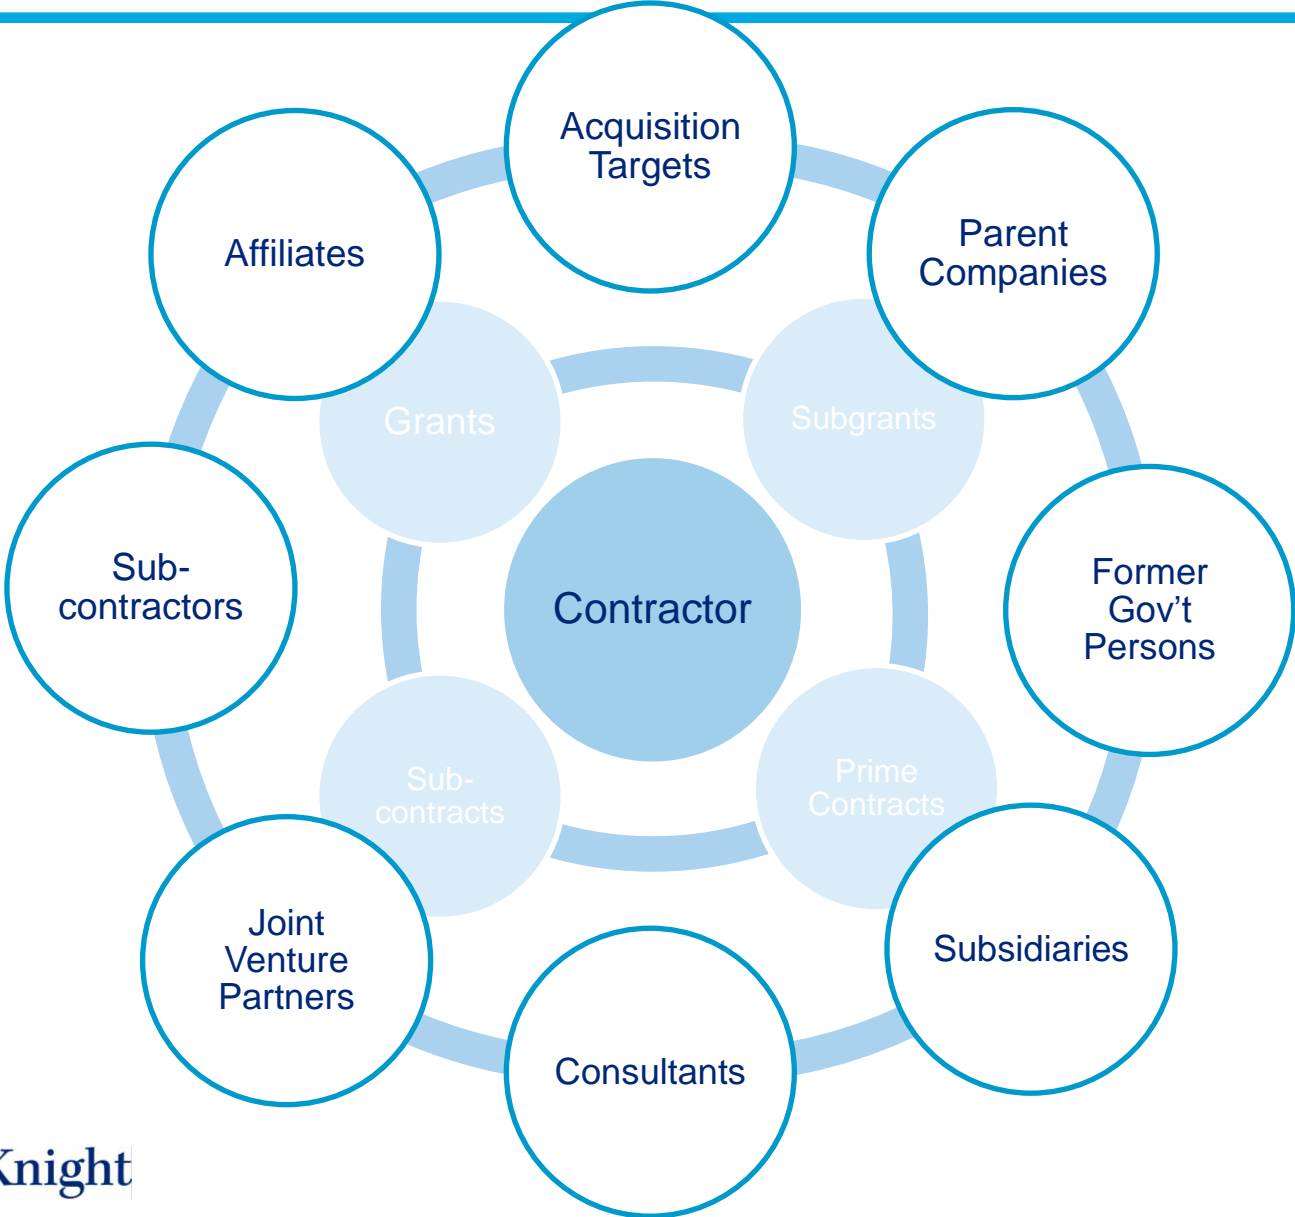 Acquisition
Targets
Affiliates
Parent
Companies
Grants
Subgrants
Sub-
contractors
Contractor
Former
Gov't
Persons
Sub-
contracts
Prime
Contracts
Joint
Venture
Partners
Subsidiaries
Consultants
Knight